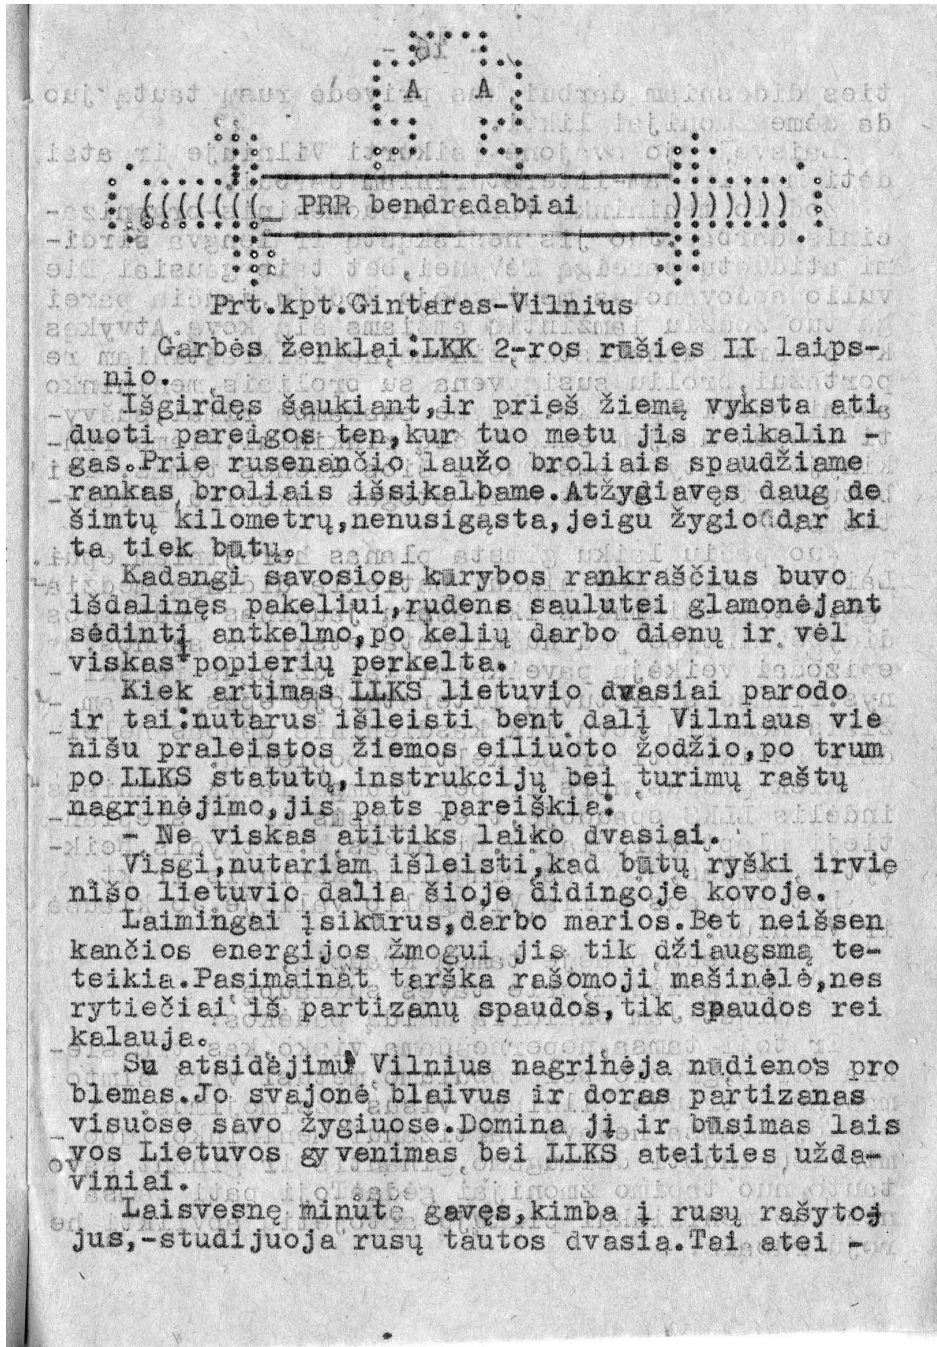 A A
(((((((_ PRR bendradabiai )))))))
Prt.kpt.Gintaras-Vilnius
Garbės ženklai:LKK 2-ros rūšies II laips-
nio.
Išgirdęs šaukiant,ir prieš žiemą vyksta ati
duoti pareigos ten,kur tuo metu jis reikalin -
gas.Prie rusenančio laužo broliais spaudžiame
rankas,broliais išsikalbame.Atžygiavęs daug de
šimtų kilometrų,nenusigąsta,jeigu žygio dar ki
ta tiek būtų.
Kadangi savosios kūrybos rankraščius buvo
išdalinęs pakeliui,rudens saulutei glamonėjant
sėdintį antkelmo,po kelių darbo dienų ir vėl
viskas į popierių perkelta.
Kiek artimas LLKS lietuvio dvasiai parodo
ir tai:nutarus išleisti bent dalį Vilniaus vie
nišu praleistos žiemos eiliuoto žodžio,po trum
po LLKS statutų,instrukcijų bei turimų raštų
nagrinėjimo,jis pats pareiškia:
- Ne viskas atitiks laiko dvasiai.
Visgi,nutariam išleisti,kad būtų ryški irvie
nišo lietuvio dalia šioje didingoje kovoje.
Laimingai įsikūrus,darbo marios.Bet neišsen
kančios energijos žmogui jis tik džiaugsmą te-
teikia.Pasimainąt tarška rašomoji mašinėlė,nes
rytiečiai iš partizanų spaudos,tik spaudos rei
kalauja.
Su atsidėjimu Vilnius nagrinėja nūdienos pro
blemas.Jo svajonė blaivus ir doras partizanas
visuose savo žygiuose.Domina jį ir būsimas lais
vos Lietuvos gyvenimas bei LLKS ateities užda-
viniai.
Laisvesnę minutę gavęs,kimba į rusų rašytoj
jus,-studijuoja rusų tautos dvasią.Tai atei -